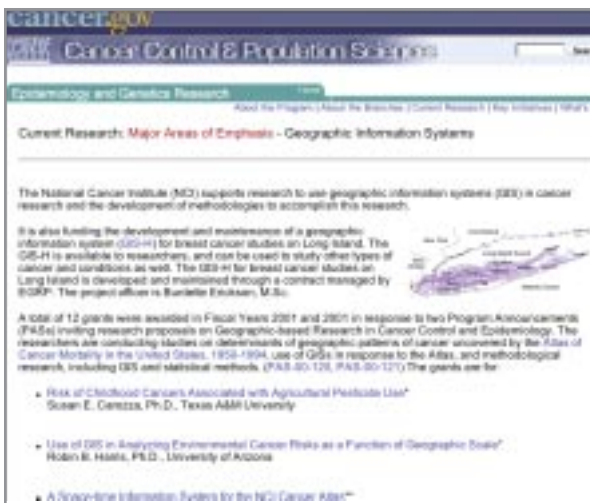 cancer.gov
Cancer Control & Population Sciences
Epidemiology and Genetics Research
Home
About the Program | About the Branches | Current Research | Key Initiatives | What's
Current Research: Major Areas of Emphasis - Geographic Information Systems
The National Cancer Institute (NCI) supports research to use geographic information systems (GIS) in cancer
research and the development of methodologies to accomplish this research.
It is also funding the development and maintenance of a geographic
information system (GIS-H) for breast cancer studies on Long Island. The
GIS-H is available to researchers, and can be used to study other types of
cancer and conditions as well. The GIS-H for breast cancer studies on
Long Island is developed and maintained through a contract managed by
EGRP. The project officer is Erickson, M.Sc.
A total of 12 grants were awarded in Fiscal Years 2001 and 2001 in response to two Program Announcements
(PASs) inviting research proposals on Geographic-based Research in Cancer Control and Epidemiology. The
researchers are conducting studies on determinants of geographic patterns of cancer uncovered by the Atlas of
Cancer Mortality in the United States, 1950-1994, use of GISs in response to the Atlas, and methodological
research, including GIS and statistical methods. (PAS-00-120, PAS-00-121) The grants are for:
Risk of Childhood Cancers Associated with Agricultural Pesticide Use*
Susan E. Carozza, Ph.D., Texas A&M University
Use of GIS in Analyzing Environmental Cancer Risks as a Function of Geographic Scale*
Robin B. Harris, Ph.D., University of Arizona
A Space-time Information System for the NCI Cancer Atlas**